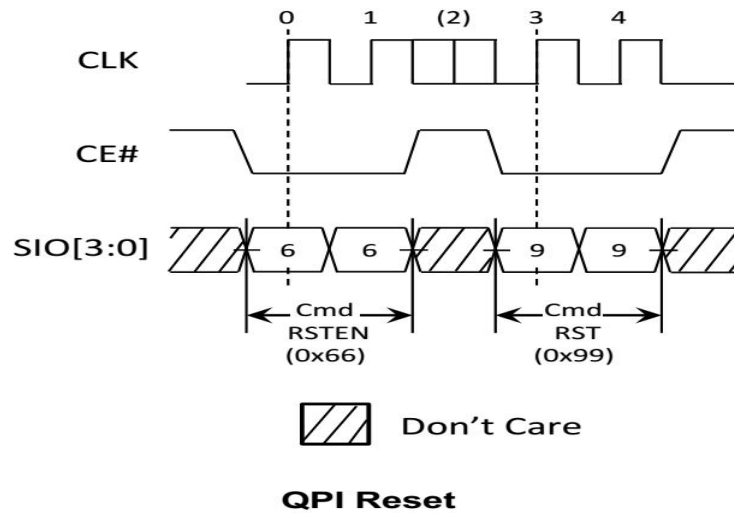 0 1 (2) 3 4
CLK
CE#
SIO[3:0] 6 6 9 9
Cmd Cmd
RSTEN RST
(0x66) (0x99)
Don't Care
QPI Reset